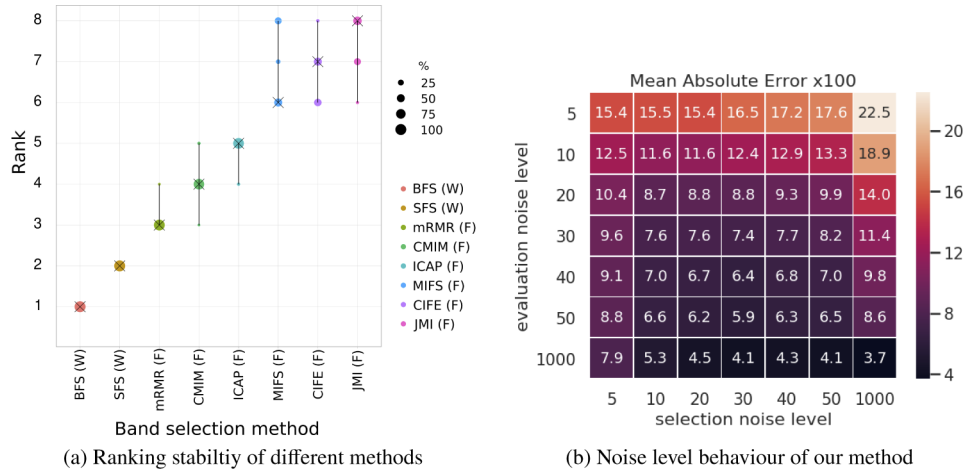 8
7
6
5
4
3
2
1
Rank
BFS (W)
SFS (W)
mRMR (F)
CMIM (F)
ICAP (F)
MIFS (F)
CIFE (F)
JMI (F)
Band selection method
%
25
50
75
100
BFS (W)
SFS (W)
mRMR (F)
CMIM (F)
ICAP (F)
MIFS (F)
CIFE (F)
JMI (F)
(a) Ranking stabiltiy of different methods
Mean Absolute Error x100
evaluation noise level
5 15.4 15.5 15.4 16.5 17.2 17.6 22.5
10 12.5 11.6 11.6 12.4 12.9 13.3 18.9
20 10.4 8.7 8.8 8.8 9.3 9.9 14.0
30 9.6 7.6 7.6 7.4 7.7 8.2 11.4
40 9.1 7.0 6.7 6.4 6.8 7.0 9.8
50 8.8 6.6 6.2 5.9 6.3 6.5 8.6
1000 7.9 5.3 4.5 4.1 4.3 4.1 3.7
5 10 20 30 40 50 1000
selection noise level
20
16
12
8
4
(b) Noise level behaviour of our method